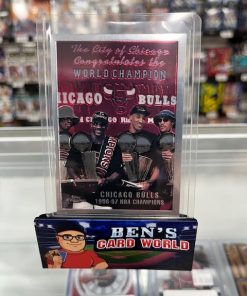 The City of Chicago
Congratulates the
WORLD CHAMPION
CHICAGO BULLS
CHICAGO BULLS
1996-97 NBA CHAMPIONS
BEN'S
CARD WORLD